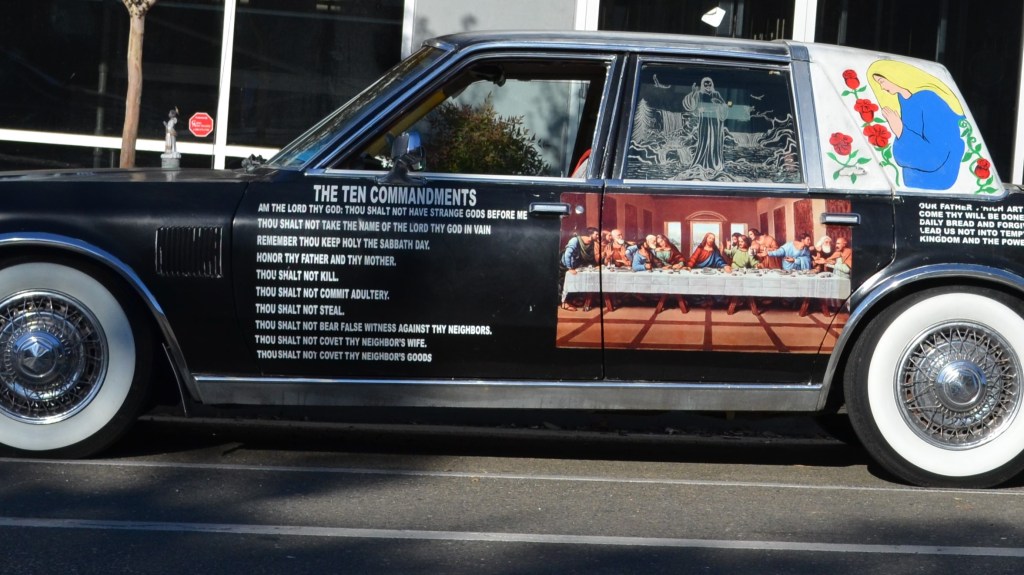 THE TEN COMMANDMENTS
AM THE LORD THY GOD: THOU SHALT NOT HAVE STRANGE GODS BEFORE ME
THOU SHALT NOT TAKE THE NAME OF THE LORD THY GOD IN VAIN
REMEMBER THOU KEEP HOLY THE SABBATH DAY.
HONOR THY FATHER AND THY MOTHER.
THOU SHALT NOT KILL.
THOU SHALT NOT COMMIT ADULTERY.
THOU SHALT NOT STEAL.
THOU SHALT NOT BEAR FALSE WITNESS AGAINST THY NEIGHBORS.
THOU SHALT NOT COVET THY NEIGHBOR'S WIFE.
THOU SHALT NOT COVET THY NEIGHBOR'S GOODS
OUR FATHER ART
COME THY WILL BE DONE
DAILY BREAD AND FORGIV
LEAD US NOT INTO TEMP
KINGDOM AND THE POWE